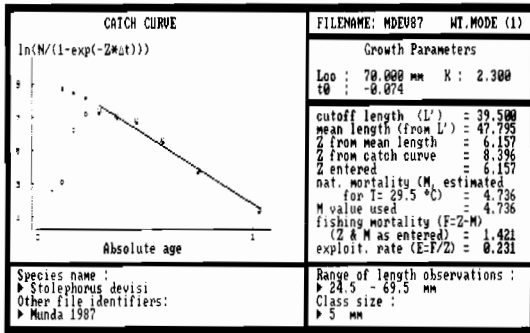 CATCH CURVE
ln(N/(1-exp(-Z*Δt)))
0
1
Absolute age
Species name :
▶ Stolephorus devisi
Other file identifiers:
▶ Munda 1987
FILENAME: MDEV87 WT.MODE (1)
Growth Parameters
Loo : 70.000 mm K : 2.300
t0 : -0.074
cutoff length (L') = 39.500
mean length (from L') = 47.795
Z from mean length = 6.157
Z from catch curve = 8.396
Z entered = 6.157
nat. mortality (M, estimated
for T= 29.5 °C) = 4.736
M value used = 4.736
fishing mortality (F=Z-M)
(Z & M as entered) = 1.421
exploit. rate (E=F/Z) = 0.231
Range of length observations :
▶ 24.5 - 69.5 mm
Class size :
▶ 5 mm